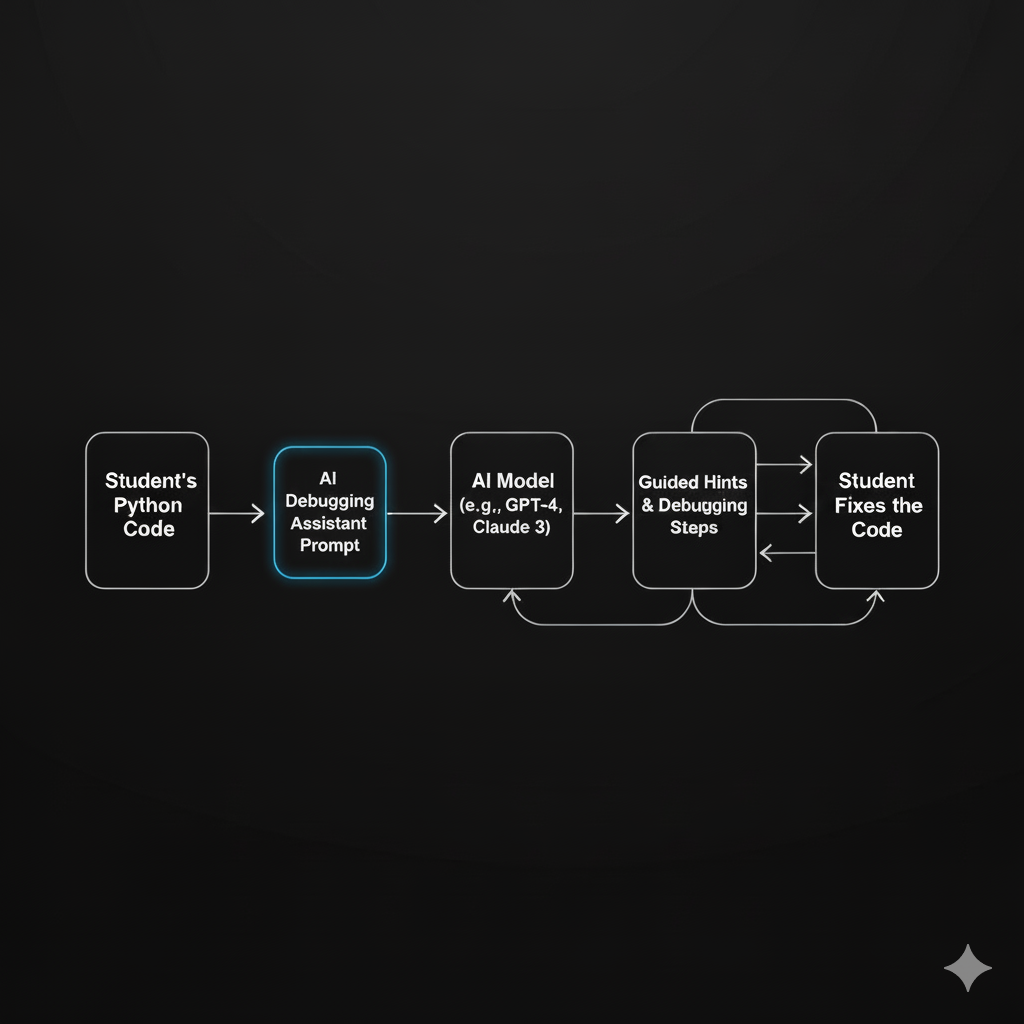 Student's
Python
Code
AI
Debugging
Assistant
Prompt
AI Model
(e.g., GPT-4,
Claude 3)
Guided Hints
& Debugging
Steps
Student
Fixes the
Code